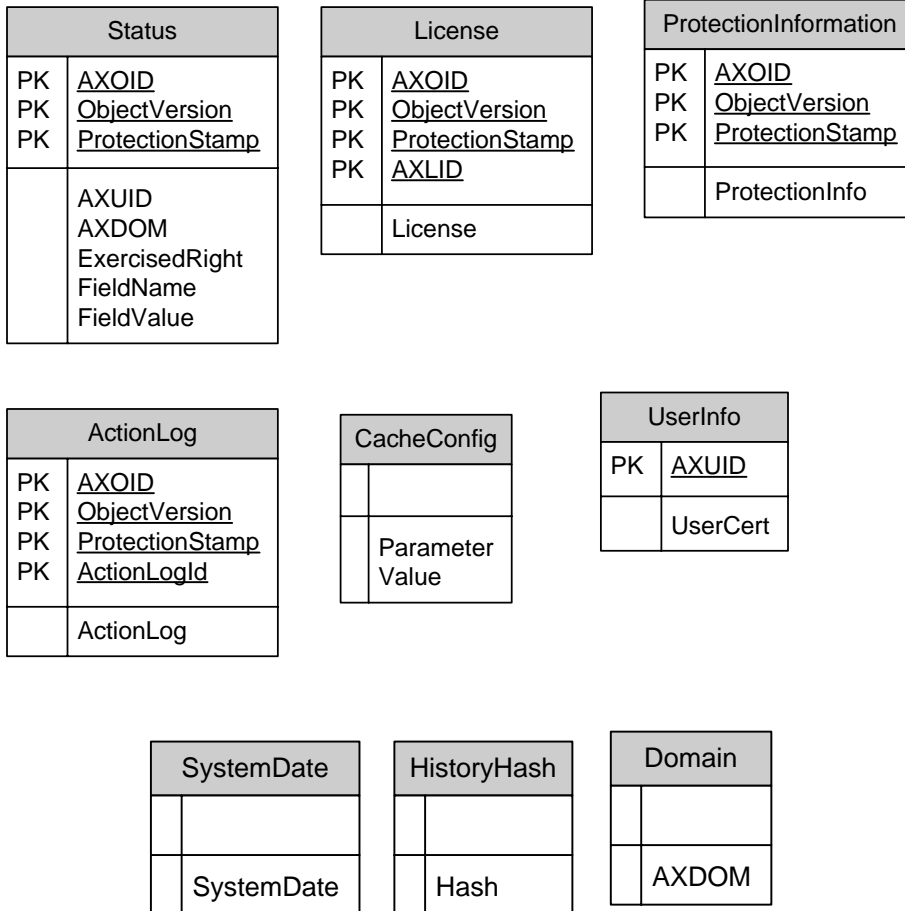 Status
PK AXOID
PK ObjectVersion
PK ProtectionStamp
AXUID
AXDOM
ExercisedRight
FieldName
FieldValue
License
PK AXOID
PK ObjectVersion
PK ProtectionStamp
PK AXLID
License
ProtectionInformation
PK AXOID
PK ObjectVersion
PK ProtectionStamp
ProtectionInfo
ActionLog
PK AXOID
PK ObjectVersion
PK ProtectionStamp
PK ActionLogId
ActionLog
CacheConfig
Parameter
Value
UserInfo
PK AXUID
UserCert
SystemDate
SystemDate
HistoryHash
Hash
Domain
AXDOM